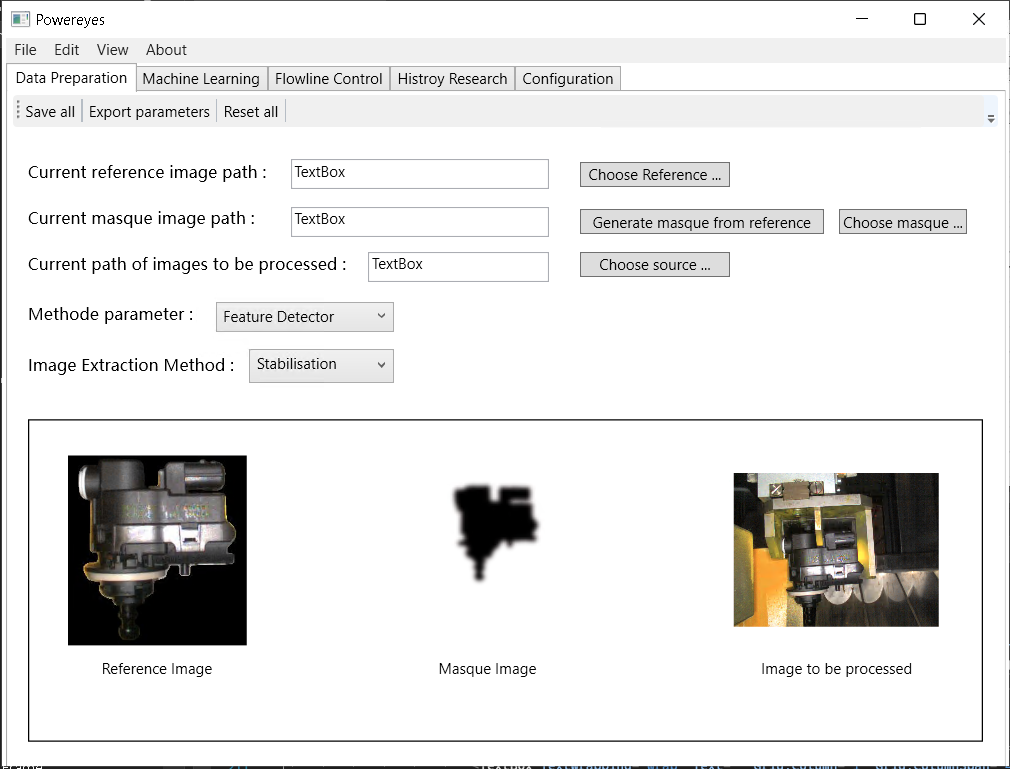 Powereyes
File Edit View About
Data Preparation Machine Learning Flowline Control Histroy Research Configuration
Save all Export parameters Reset all
Current reference image path : TextBox Choose Reference ...
Current masque image path : TextBox Generate masque from reference Choose masque ...
Current path of images to be processed : TextBox Choose source ...
Methode parameter : Feature Detector
Image Extraction Method : Stabilisation
Reference Image Masque Image Image to be processed